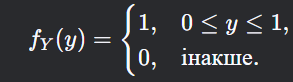 f_Y(y) = { 1, 0 ≤ y ≤ 1,
0, інакше.